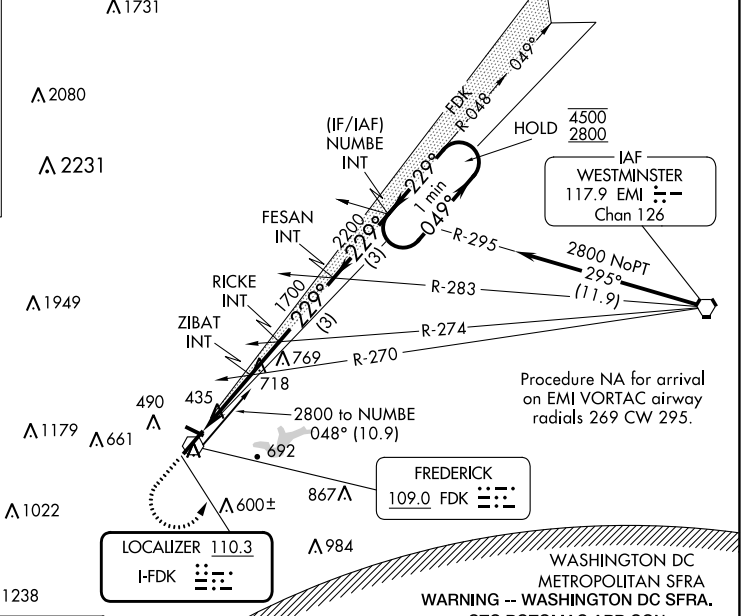 1731
2080
2231
FDK
R-048
049°
(IF/IAF)
NUMBE
INT
HOLD
4500
2800
229°
1 min
049°
IAF
WESTMINSTER
117.9 EMI
Chan 126
FESAN
INT
2200
229°
(3)
R-295
2800 NoPT
295°
(11.9)
RICKE
INT
1700
229°
(3)
R-283
1949
ZIBAT
INT
R-274
769
R-270
718
Procedure NA for arrival
on EMI VORTAC airway
radials 269 CW 295.
490
435
2800 to NUMBE
048° (10.9)
1179
661
692
FREDERICK
109.0 FDK
1022
600±
867
LOCALIZER 110.3
I-FDK
984
WASHINGTON DC
METROPOLITAN SFRA
1238
WARNING -- WASHINGTON DC SFRA.